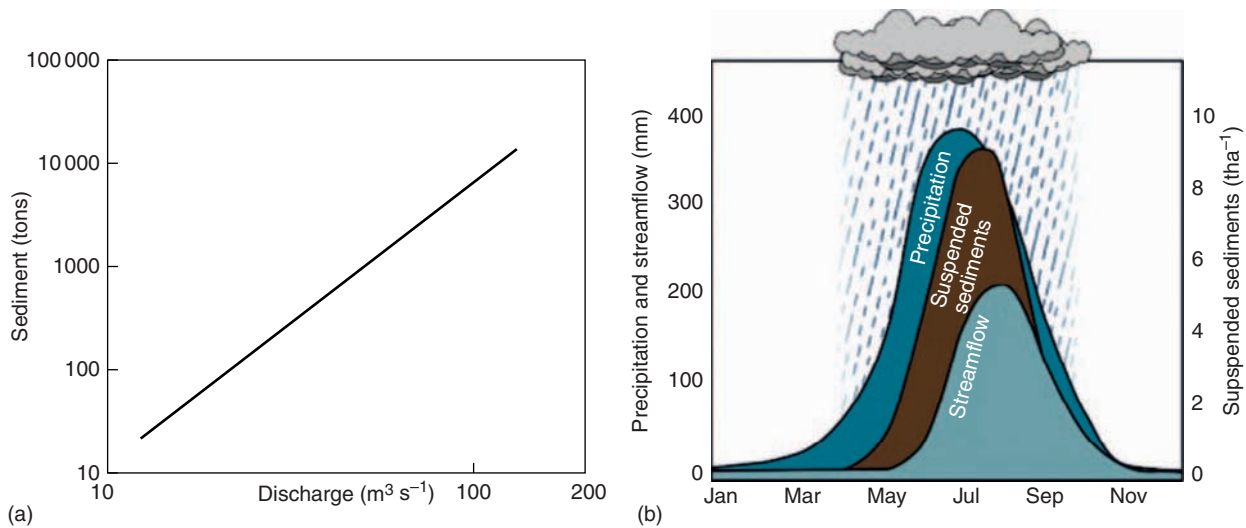 100 000
10 000
1000
100
10
Sediment (tons)
10
100
200
Discharge (m³ s⁻¹)
(a)
400
300
200
100
0
Precipitation and streamflow (mm)
Precipitation
Suspended
sediments
Streamflow
10
8
6
4
2
0
Supspended sediments (tha⁻¹)
Jan
Mar
May
Jul
Sep
Nov
(b)